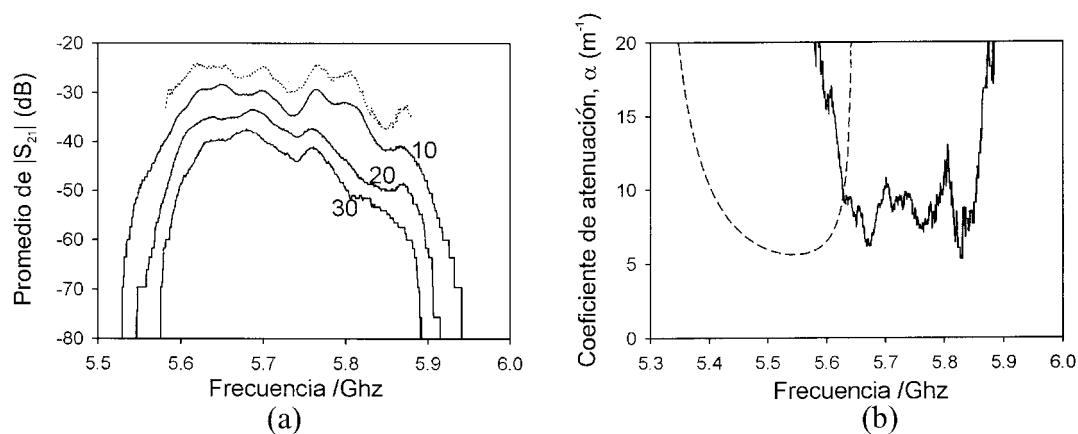 -20
-30
-40
-50
-60
-70
-80
Promedio de |S21| (dB)
10
20
30
5.5 5.6 5.7 5.8 5.9 6.0
Frecuencia /Ghz
(a)
20
15
10
5
0
Coeficiente de atenuación, α (m-1)
5.3 5.4 5.5 5.6 5.7 5.8 5.9 6.0
Frecuencia /Ghz
(b)